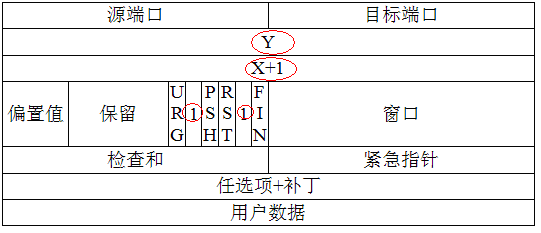 源端口 目标端口
Y
X+1
偏置值 保留 URG 1 PSH RST 1 FIN 窗口
检查和 紧急指针
任选项+补丁
用户数据